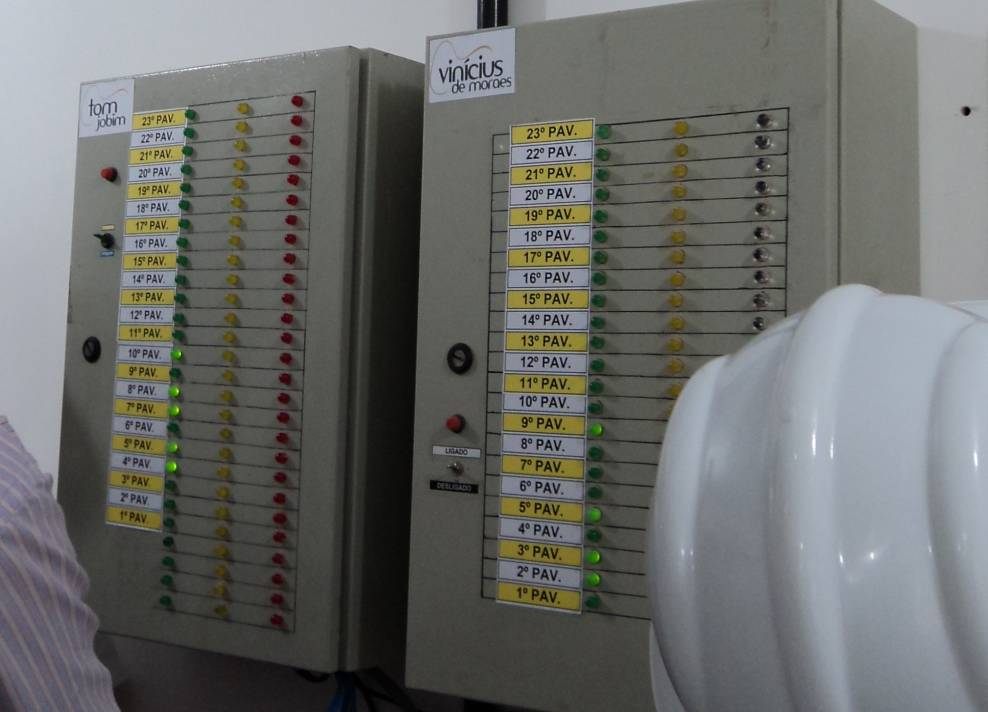 tom
jobim
23º PAV.
22º PAV.
21º PAV.
20º PAV.
19º PAV.
18º PAV.
17º PAV.
16º PAV.
15º PAV.
14º PAV.
13º PAV.
12º PAV.
11º PAV.
10º PAV.
9º PAV.
8º PAV.
7º PAV.
6º PAV.
5º PAV.
4º PAV.
3º PAV.
2º PAV.
1º PAV.
vinícius
de moraes
23º PAV.
22º PAV.
21º PAV.
20º PAV.
19º PAV.
18º PAV.
17º PAV.
16º PAV.
15º PAV.
14º PAV.
13º PAV.
12º PAV.
11º PAV.
10º PAV.
9º PAV.
8º PAV.
7º PAV.
6º PAV.
5º PAV.
4º PAV.
3º PAV.
2º PAV.
1º PAV.
LIGADO
DESLIGADO